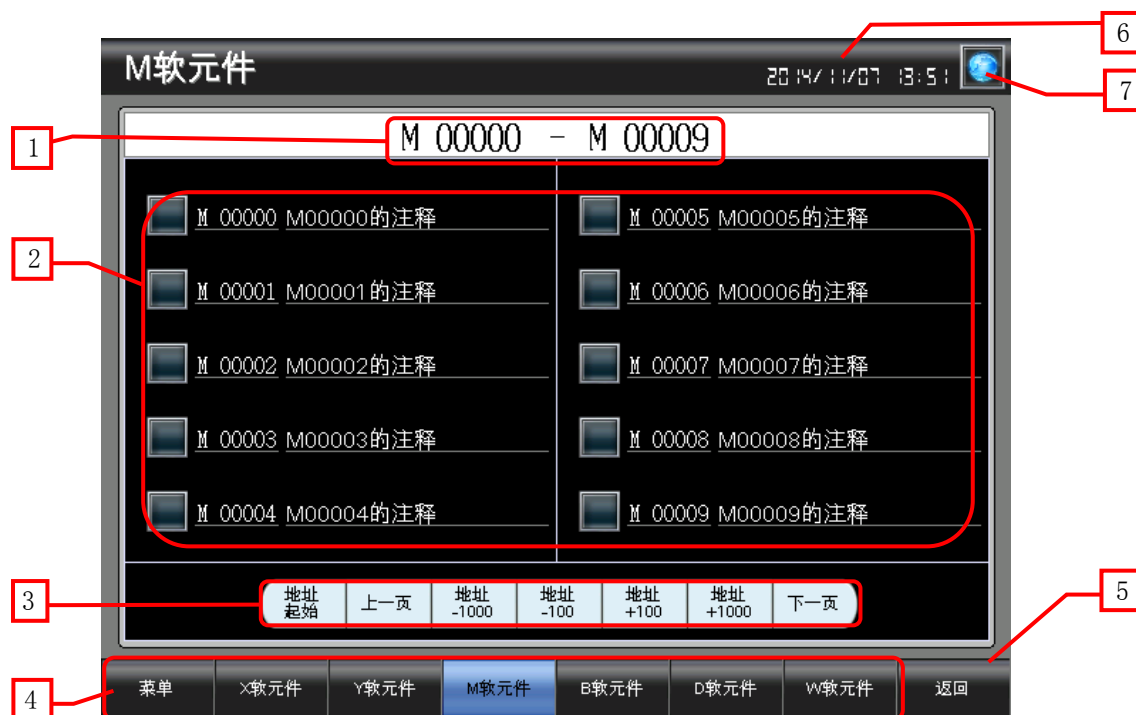 6
M软元件
2014/11/07 13:51
7
1
M 00000 - M 00009
2
M 00000 M00000的注释
M 00001 M00001的注释
M 00002 M00002的注释
M 00003 M00003的注释
M 00004 M00004的注释
M 00005 M00005的注释
M 00006 M00006的注释
M 00007 M00007的注释
M 00008 M00008的注释
M 00009 M00009的注释
3
地址
起始
上一页
地址
-1000
地址
-100
地址
+100
地址
+1000
下一页
5
4
菜单
X软元件
Y软元件
M软元件
B软元件
D软元件
W软元件
返回